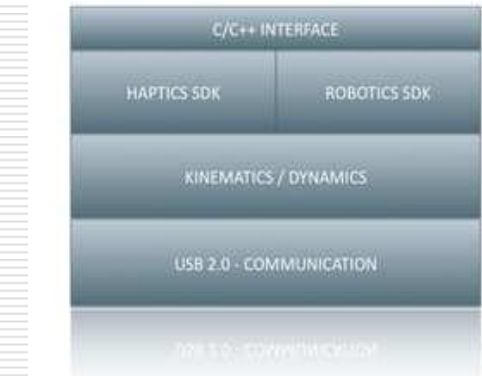 C/C++ INTERFACE
HAPTICS SDK ROBOTICS SDK
KINEMATICS / DYNAMICS
USB 2.0 - COMMUNICATION